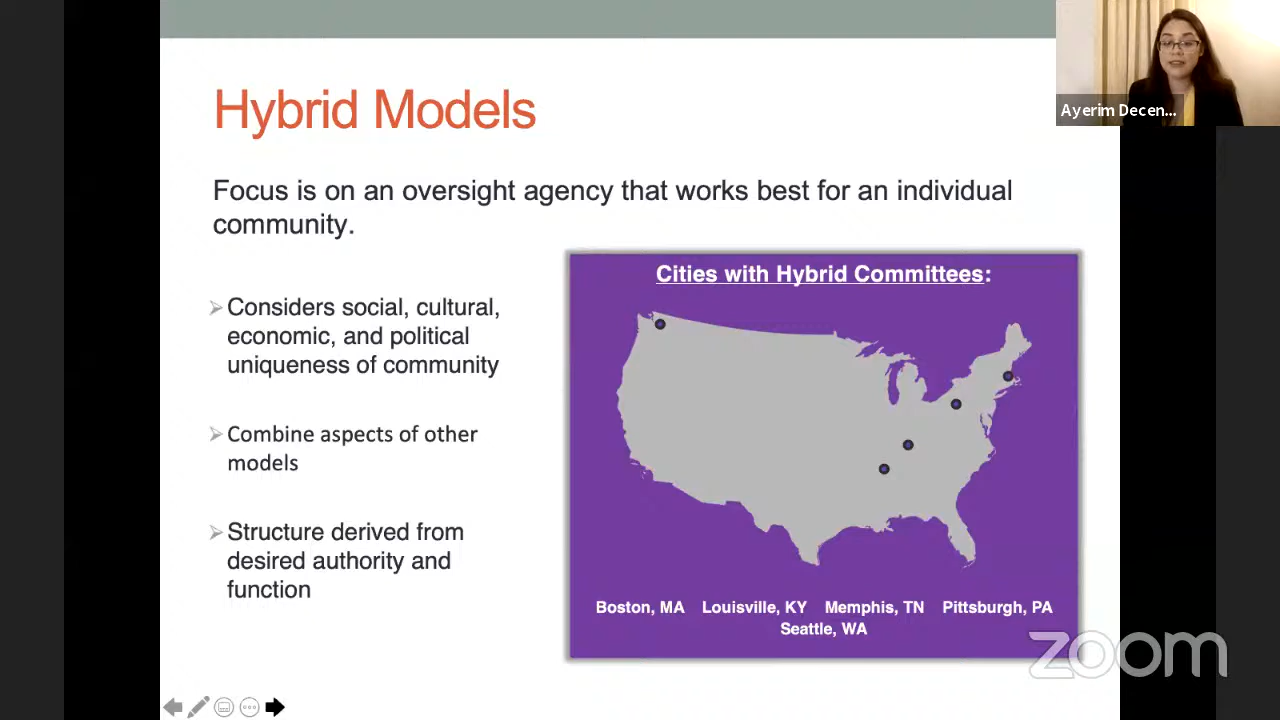 Hybrid Models
Ayerim Decen...
Focus is on an oversight agency that works best for an individual
community.
Considers social, cultural,
economic, and political
uniqueness of community
Combine aspects of other
models
Structure derived from
desired authority and
function
Cities with Hybrid Committees:
Boston, MA Louisville, KY Memphis, TN Pittsburgh, PA
Seattle, WA
zoom